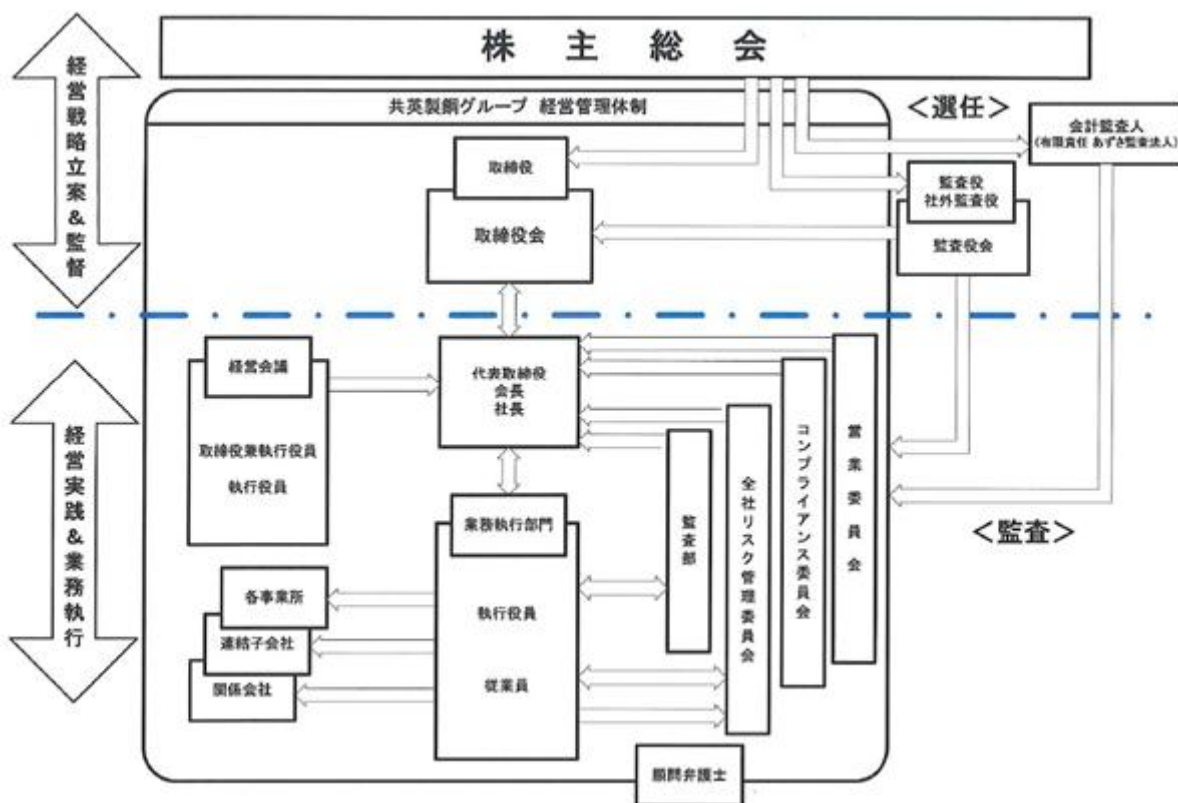 株主総会
経営戦略立案&監督
共英製鋼グループ 経営管理体制
<選任>
会計監査人
(有限責任 あずさ監査法人)
取締役
取締役会
監査役
社外監査役
監査役会
経営会議
取締役兼執行役員
執行役員
代表取締役
会長
社長
経営実践&業務執行
業務執行部門
執行役員
従業員
各事業所
連結子会社
関係会社
監査部
全社リスク管理委員会
コンプライアンス委員会
営業委員会
<監査>
顧問弁護士